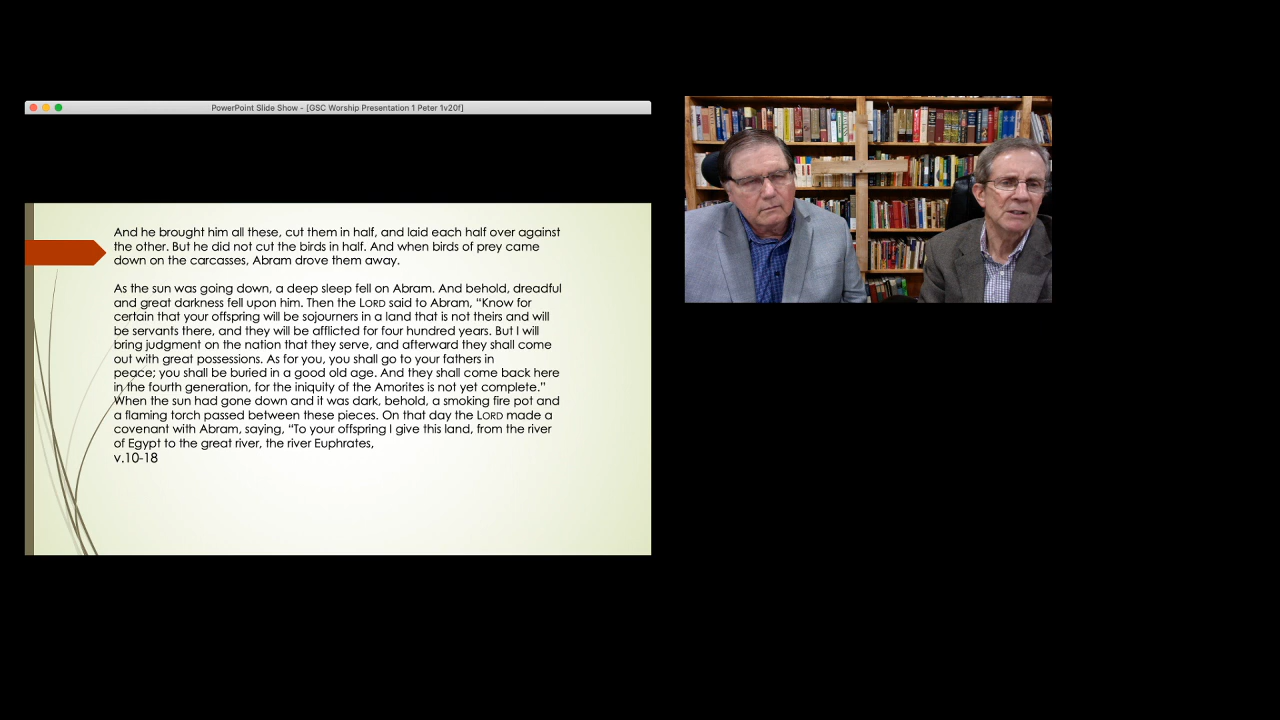 PowerPoint Slide Show - [GSC Worship Presentation 1 Peter 1v20f]
And he brought him all these, cut them in half, and laid each half over against
the other. But he did not cut the birds in half. And when birds of prey came
down on the carcasses, Abram drove them away.
As the sun was going down, a deep sleep fell on Abram. And behold, dreadful
and great darkness fell upon him. Then the LORD said to Abram, “Know for
certain that your offspring will be sojourners in a land that is not theirs and will
be servants there, and they will be afflicted for four hundred years. But I will
bring judgment on the nation that they serve, and afterward they shall come
out with great possessions. As for you, you shall go to your fathers in
peace; you shall be buried in a good old age. And they shall come back here
in the fourth generation, for the iniquity of the Amorites is not yet complete.”
When the sun had gone down and it was dark, behold, a smoking fire pot and
a flaming torch passed between these pieces. On that day the LORD made a
covenant with Abram, saying, “To your offspring I give this land, from the river
of Egypt to the great river, the river Euphrates,
v.10-18